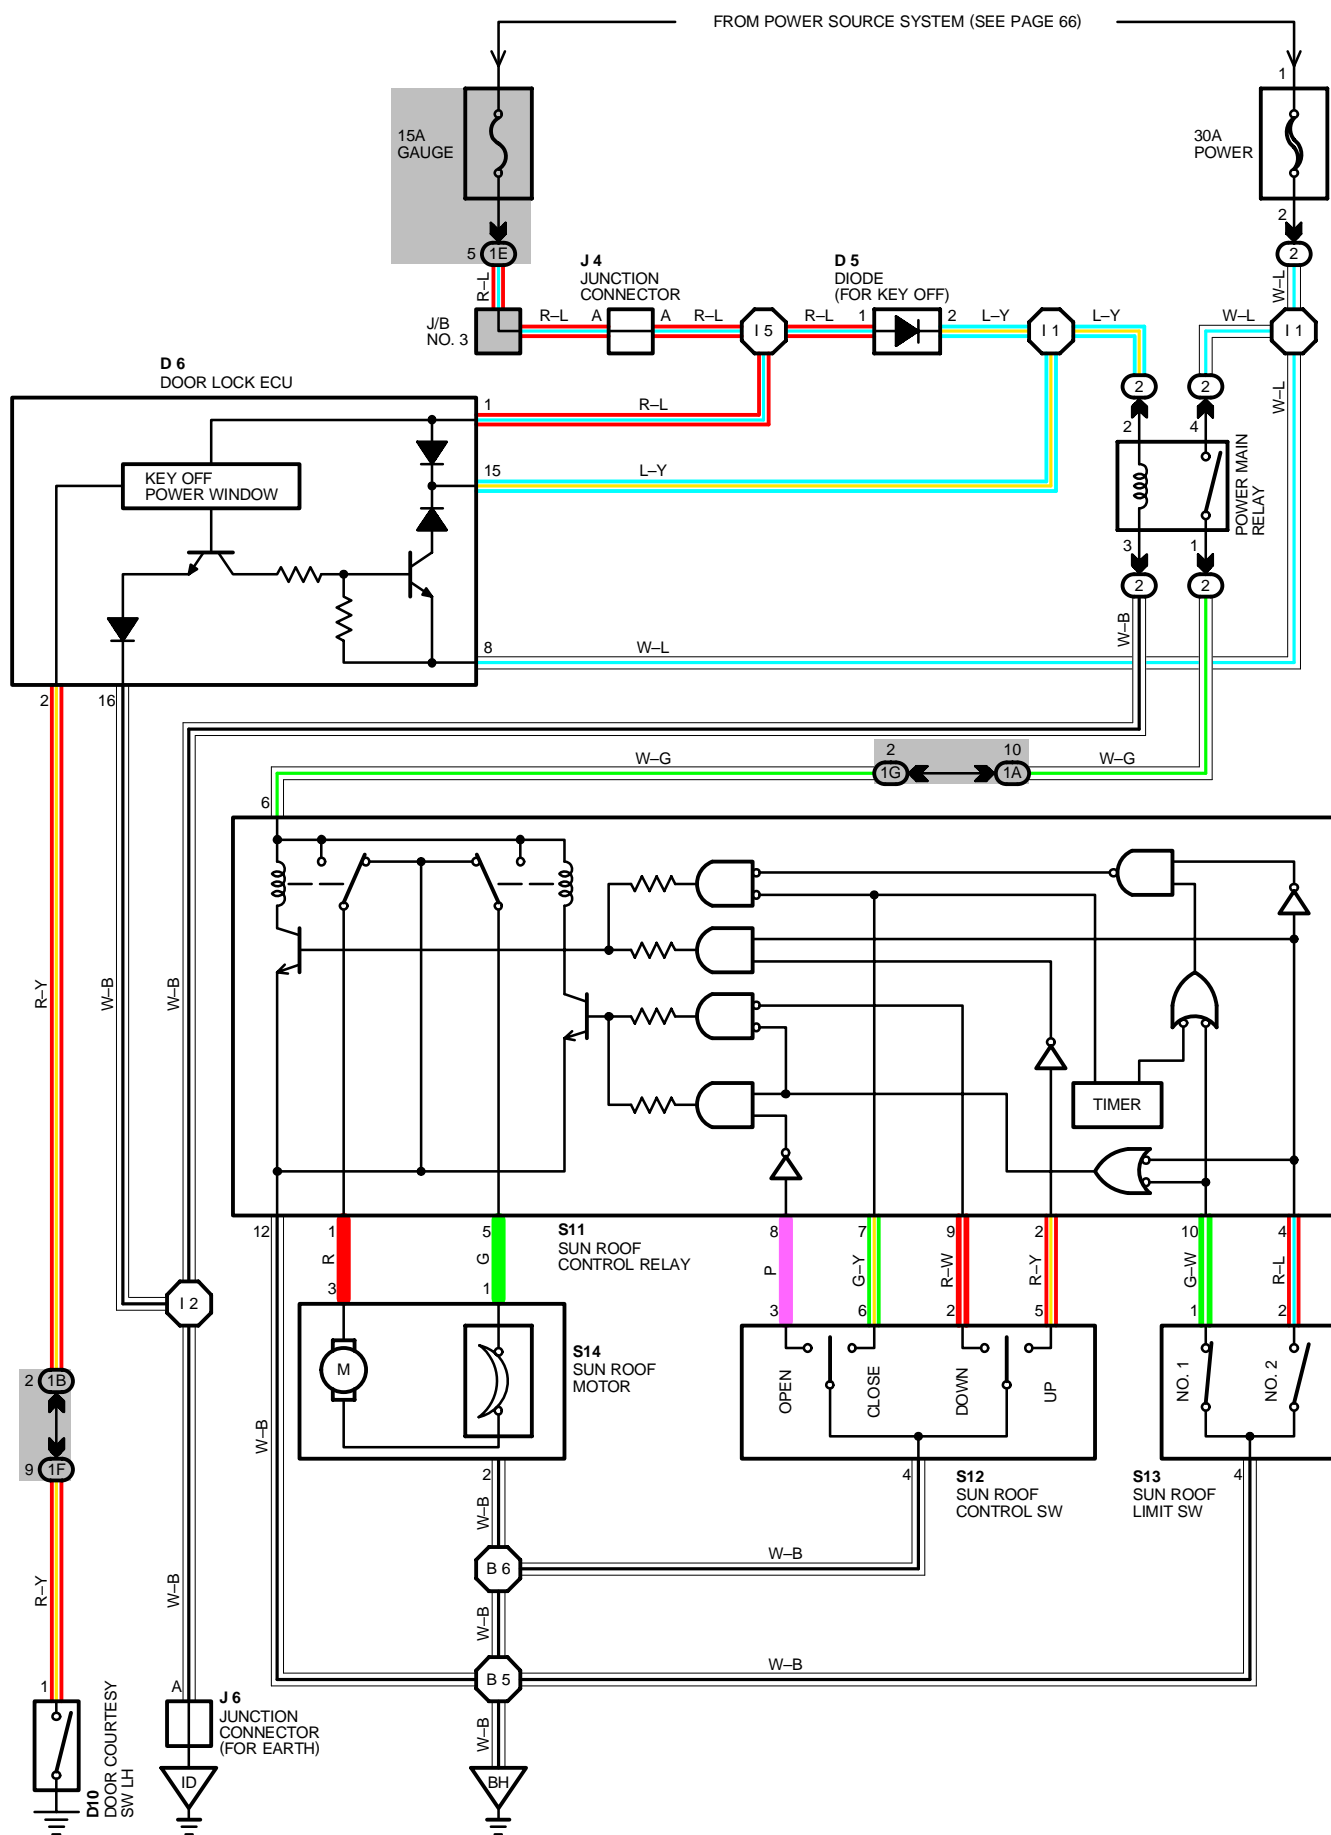 FROM POWER SOURCE SYSTEM (SEE PAGE 66)
1
15A
GAUGE
30A
POWER
2
5 1E
2
R–L
W–L
J 4
JUNCTION
CONNECTOR
D 5
DIODE
(FOR KEY OFF)
J/B
NO. 3
R–L A A R–L I 5 R–L 1 2 L–Y I 1 L–Y
W–L I 1
D 6
DOOR LOCK ECU
2 2
W–L
1 R–L
2 4
KEY OFF
POWER WINDOW
15 L–Y
POWER MAIN
RELAY
3 1
2 2
W–B
8 W–L
2 16
W–G 2 10 W–G
1G 1A
6
R–Y W–B W–B
TIMER
12 1 5 S11
SUN ROOF
CONTROL RELAY
8 7 9 2 10 4
R G P G–Y R–W R–Y G–W R–L
3 1 3 6 2 5 1 2
I 2
M
S14
SUN ROOF
MOTOR
OPEN CLOSE DOWN UP NO. 1 NO. 2
2 1B
9 1F
W–B
2 W–B
4 S12
SUN ROOF
CONTROL SW
S13
SUN ROOF
LIMIT SW
4
B 6 W–B
R–Y W–B W–B
B 5 W–B
1 A J 6
JUNCTION
CONNECTOR
(FOR EARTH)
W–B
D10
DOOR COURTESY
SW LH
ID BH